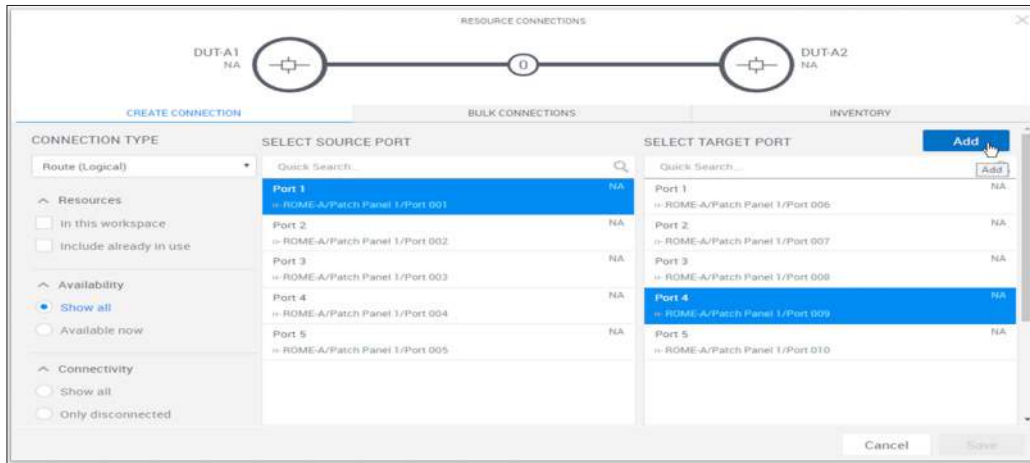 RESOURCE CONNECTIONS
DUT-A1
NA
0
DUT-A2
NA
CREATE CONNECTION
BULK CONNECTIONS
INVENTORY
CONNECTION TYPE
Route (Logical)
Resources
In this workspace
Include already in use
Availability
Show all
Available now
Connectivity
Show all
Only disconnected
SELECT SOURCE PORT
Quick Search...
Port 1 NA
ROME-A/Patch Panel 1/Port 001
Port 2 NA
ROME-A/Patch Panel 1/Port 002
Port 3 NA
ROME-A/Patch Panel 1/Port 003
Port 4 NA
ROME-A/Patch Panel 1/Port 004
Port 5 NA
ROME-A/Patch Panel 1/Port 005
SELECT TARGET PORT
Add
Quick Search...
Add
Port 1 NA
ROME-A/Patch Panel 1/Port 006
Port 2 NA
ROME-A/Patch Panel 1/Port 007
Port 3 NA
ROME-A/Patch Panel 1/Port 008
Port 4 NA
ROME-A/Patch Panel 1/Port 009
Port 5 NA
ROME-A/Patch Panel 1/Port 010
Cancel
Save